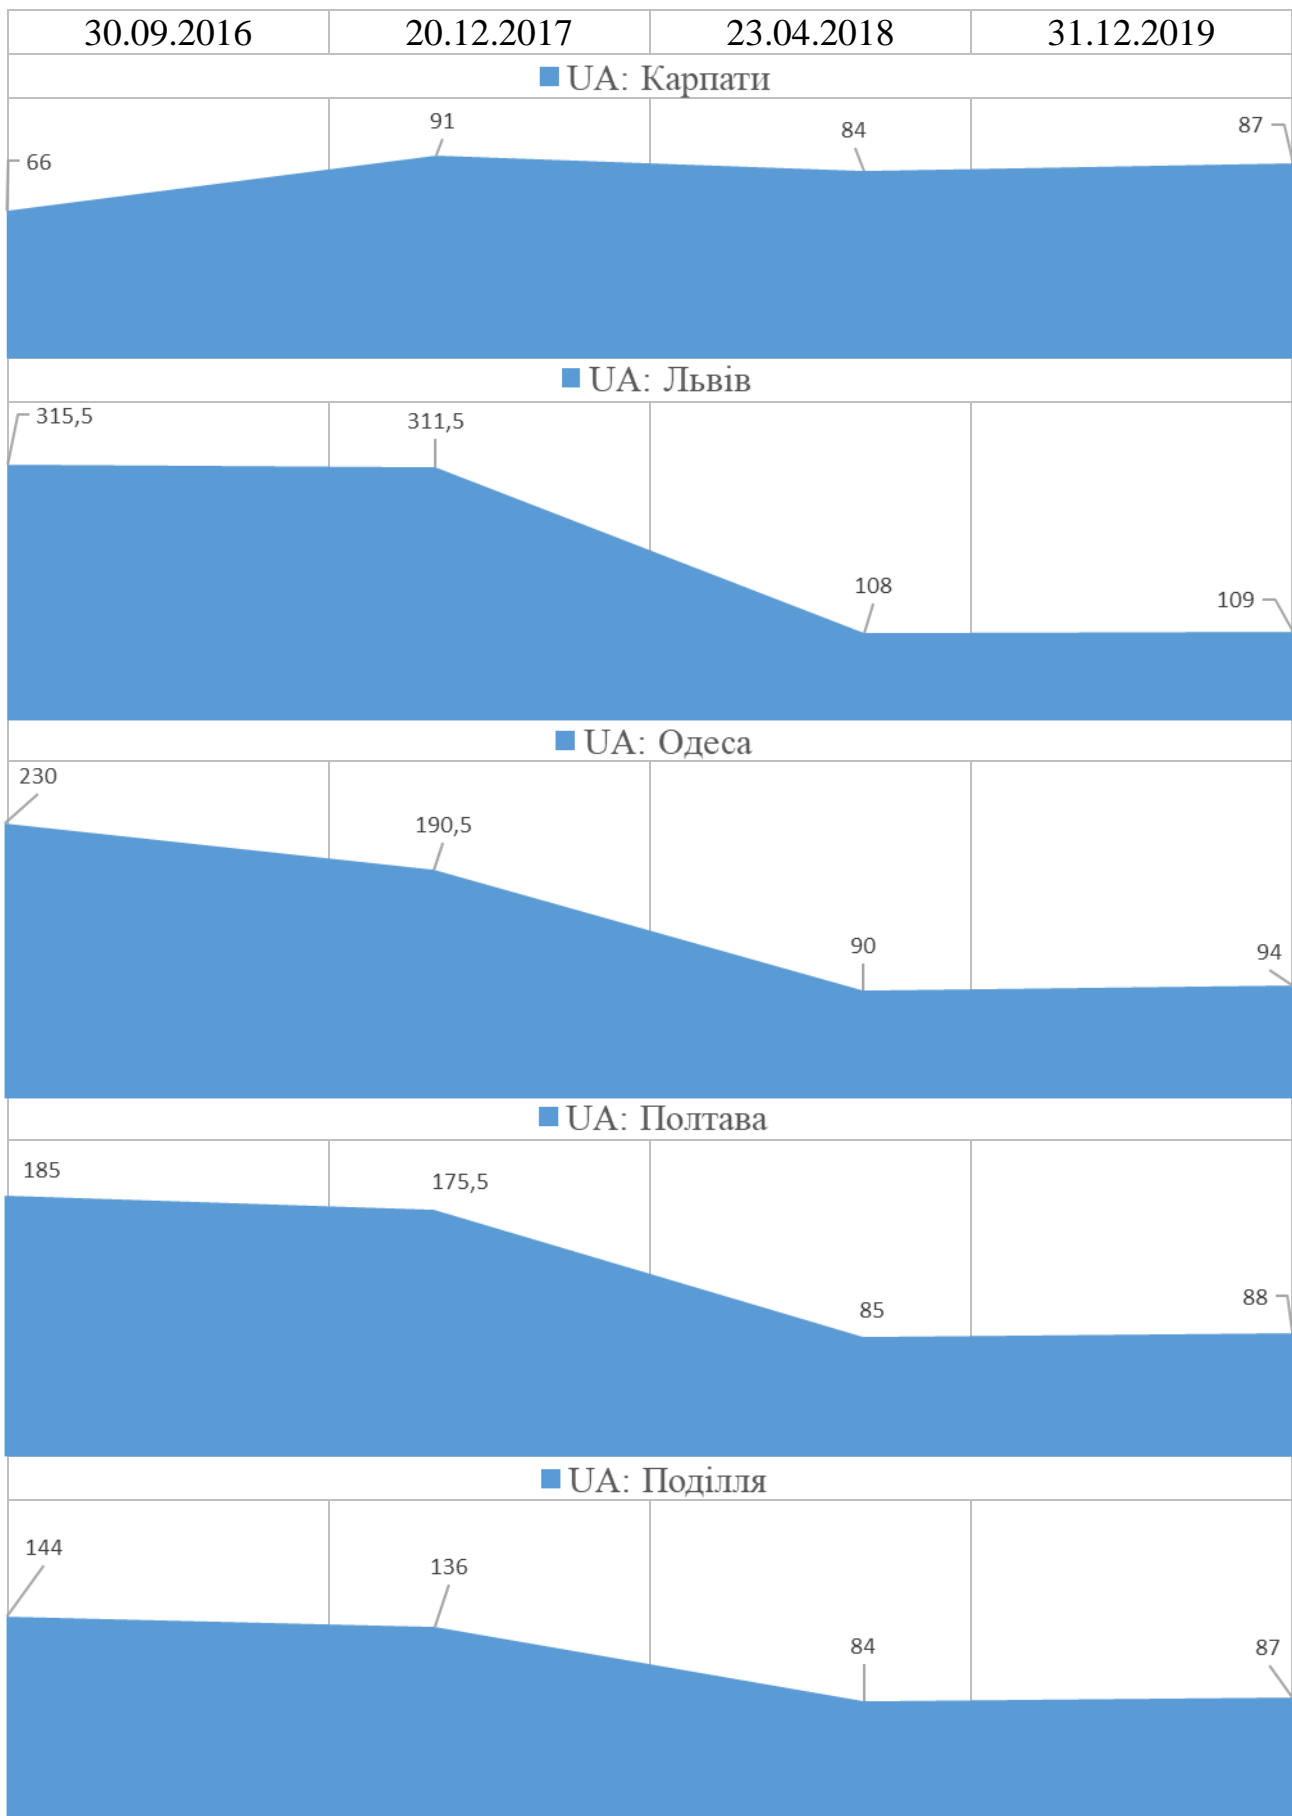 30.09.2016 20.12.2017 23.04.2018 31.12.2019
UA: Карпати
66 91 84 87
UA: Львів
315,5 311,5 108 109
UA: Одеса
230 190,5 90 94
UA: Полтава
185 175,5 85 88
UA: Поділля
144 136 84 87